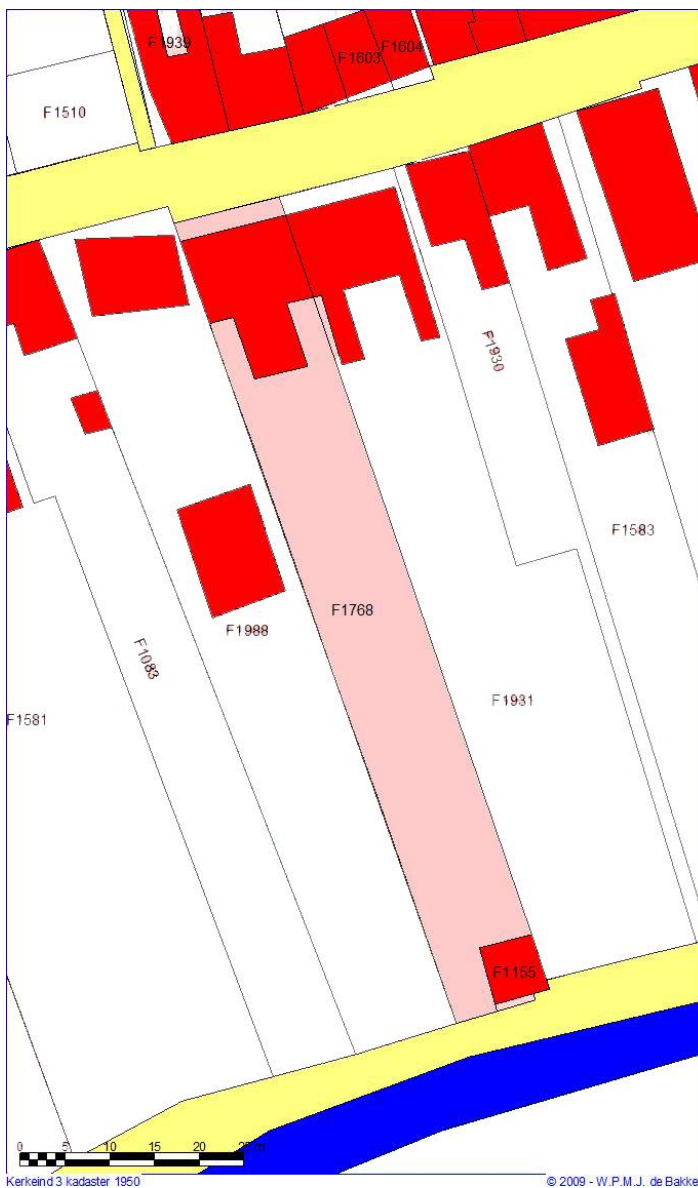 F1939
F1603
F1604
F1510
F1930
F1583
F1768
F1988
F1083
F1931
F1581
F1155
0 5 10 15 20 25 m
Kerkeind 3 kadaster 1950
© 2009 - W.P.M.J. de Bakke